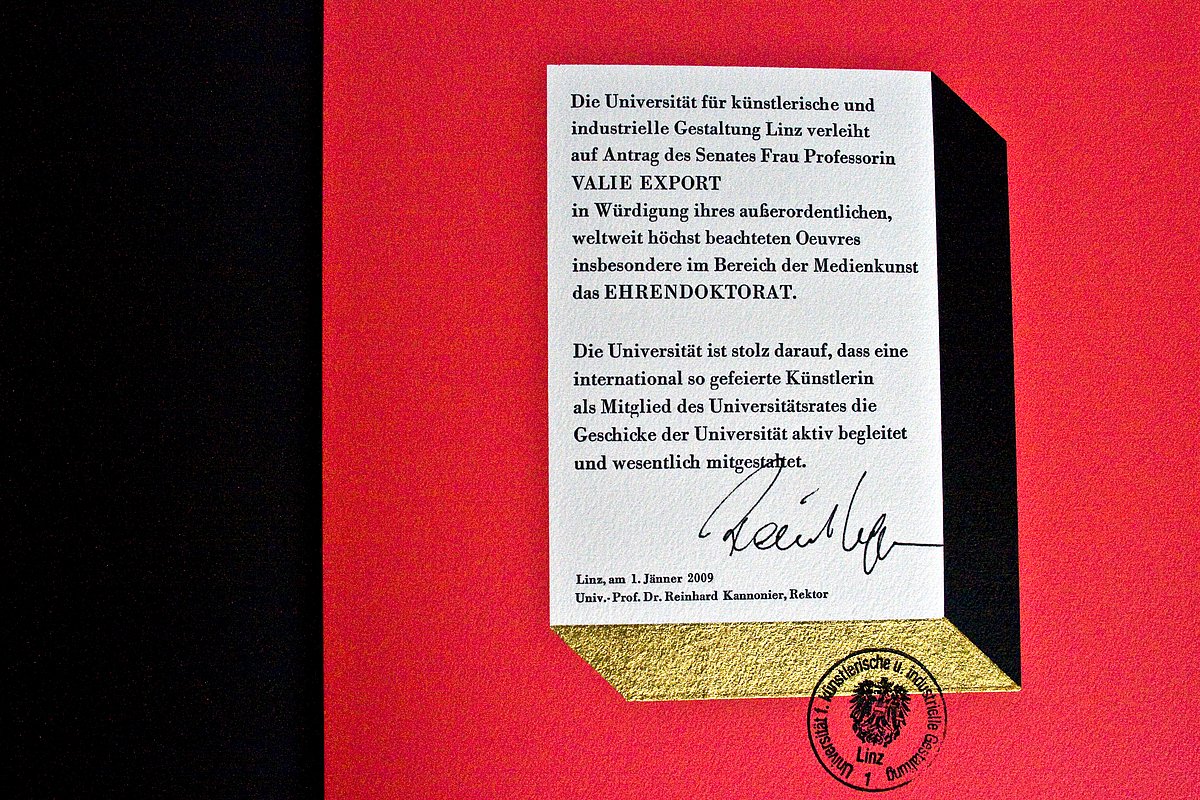 Die Universität für künstlerische und
industrielle Gestaltung Linz verleiht
auf Antrag des Senates Frau Professorin
VALIE EXPORT
in Würdigung ihres außerordentlichen,
weltweit höchst beachteten Oeuvres
insbesondere im Bereich der Medienkunst
das EHRENDOKTORAT.
Die Universität ist stolz darauf, dass eine
international so gefeierte Künstlerin
als Mitglied des Universitätsrates die
Geschicke der Universität aktiv begleitet
und wesentlich mitgestaltet.
Linz, am 1. Jänner 2009
Univ.-Prof. Dr. Reinhard Kannonier, Rektor
Universität f. künstlerische u. industrielle Gestaltung
Linz
1